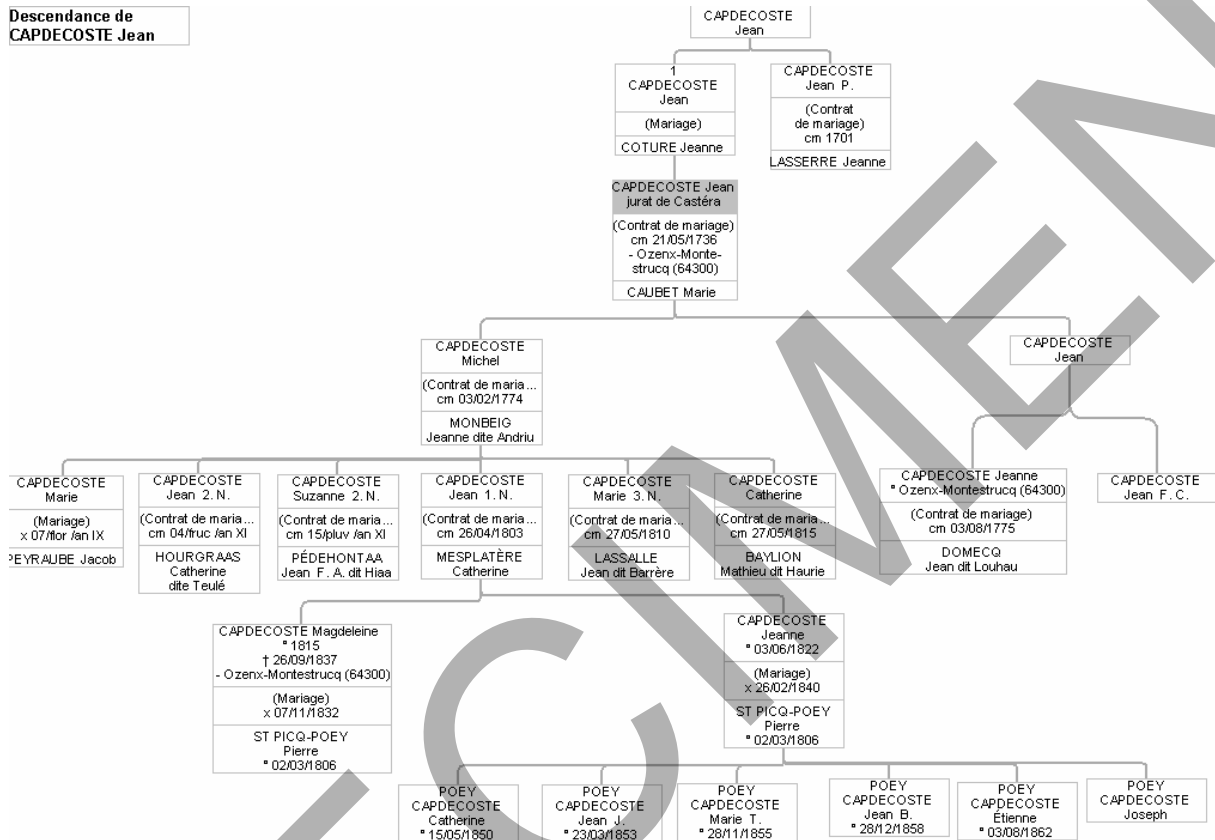 Descendance de
CAPDECOSTE Jean
CAPDECOSTE
Jean
1
CAPDECOSTE
Jean
(Mariage)
COTURE Jeanne
CAPDECOSTE
Jean P.
(Contrat
de mariage)
cm 1701
LASSERRE Jeanne
CAPDECOSTE Jean
jurat de Castéra
(Contrat de mariage)
cm 21/05/1736
- Ozenx-Monte-
strucq (64300)
CAUBET Marie
CAPDECOSTE
Michel
(Contrat de maria...
cm 03/02/1774
MONBEIG
Jeanne dite Andriu
CAPDECOSTE
Jean
CAPDECOSTE
Marie
(Mariage)
x 07/flor /an IX
PEYRAUBE Jacob
CAPDECOSTE
Jean 2. N.
(Contrat de maria...
cm 04/fruc /an XI
HOURGRAAS
Catherine
dite Teulé
CAPDECOSTE
Suzanne 2. N.
(Contrat de maria...
cm 15/pluv /an XI
PÉDEHONTAA
Jean F. A. dit Hiaa
CAPDECOSTE
Jean 1. N.
(Contrat de maria...
cm 26/04/1803
MESPLATÈRE
Catherine
CAPDECOSTE
Marie 3. N.
(Contrat de maria...
cm 27/05/1810
LASSALLE
Jean dit Barrère
CAPDECOSTE
Catherine
(Contrat de maria...
cm 27/05/1815
BAYLION
Mathieu dit Haurie
CAPDECOSTE Jeanne
° Ozenx-Montestrucq (64300)
(Contrat de mariage)
cm 03/08/1775
DOMECQ
Jean dit Louhau
CAPDECOSTE
Jean F. C.
CAPDECOSTE Magdeleine
° 1815
† 26/09/1837
- Ozenx-Montestrucq (64300)
(Mariage)
x 07/11/1832
ST PICQ-POEY
Pierre
° 02/03/1806
CAPDECOSTE
Jeanne
° 03/06/1822
(Mariage)
x 26/02/1840
ST PICQ-POEY
Pierre
° 02/03/1806
POEY
CAPDECOSTE
Catherine
° 15/05/1850
POEY
CAPDECOSTE
Jean J.
° 23/03/1853
POEY
CAPDECOSTE
Marie T.
° 28/11/1855
POEY
CAPDECOSTE
Jean B.
° 28/12/1858
POEY
CAPDECOSTE
Étienne
° 03/08/1862
POEY
CAPDECOSTE
Joseph
CIMEN